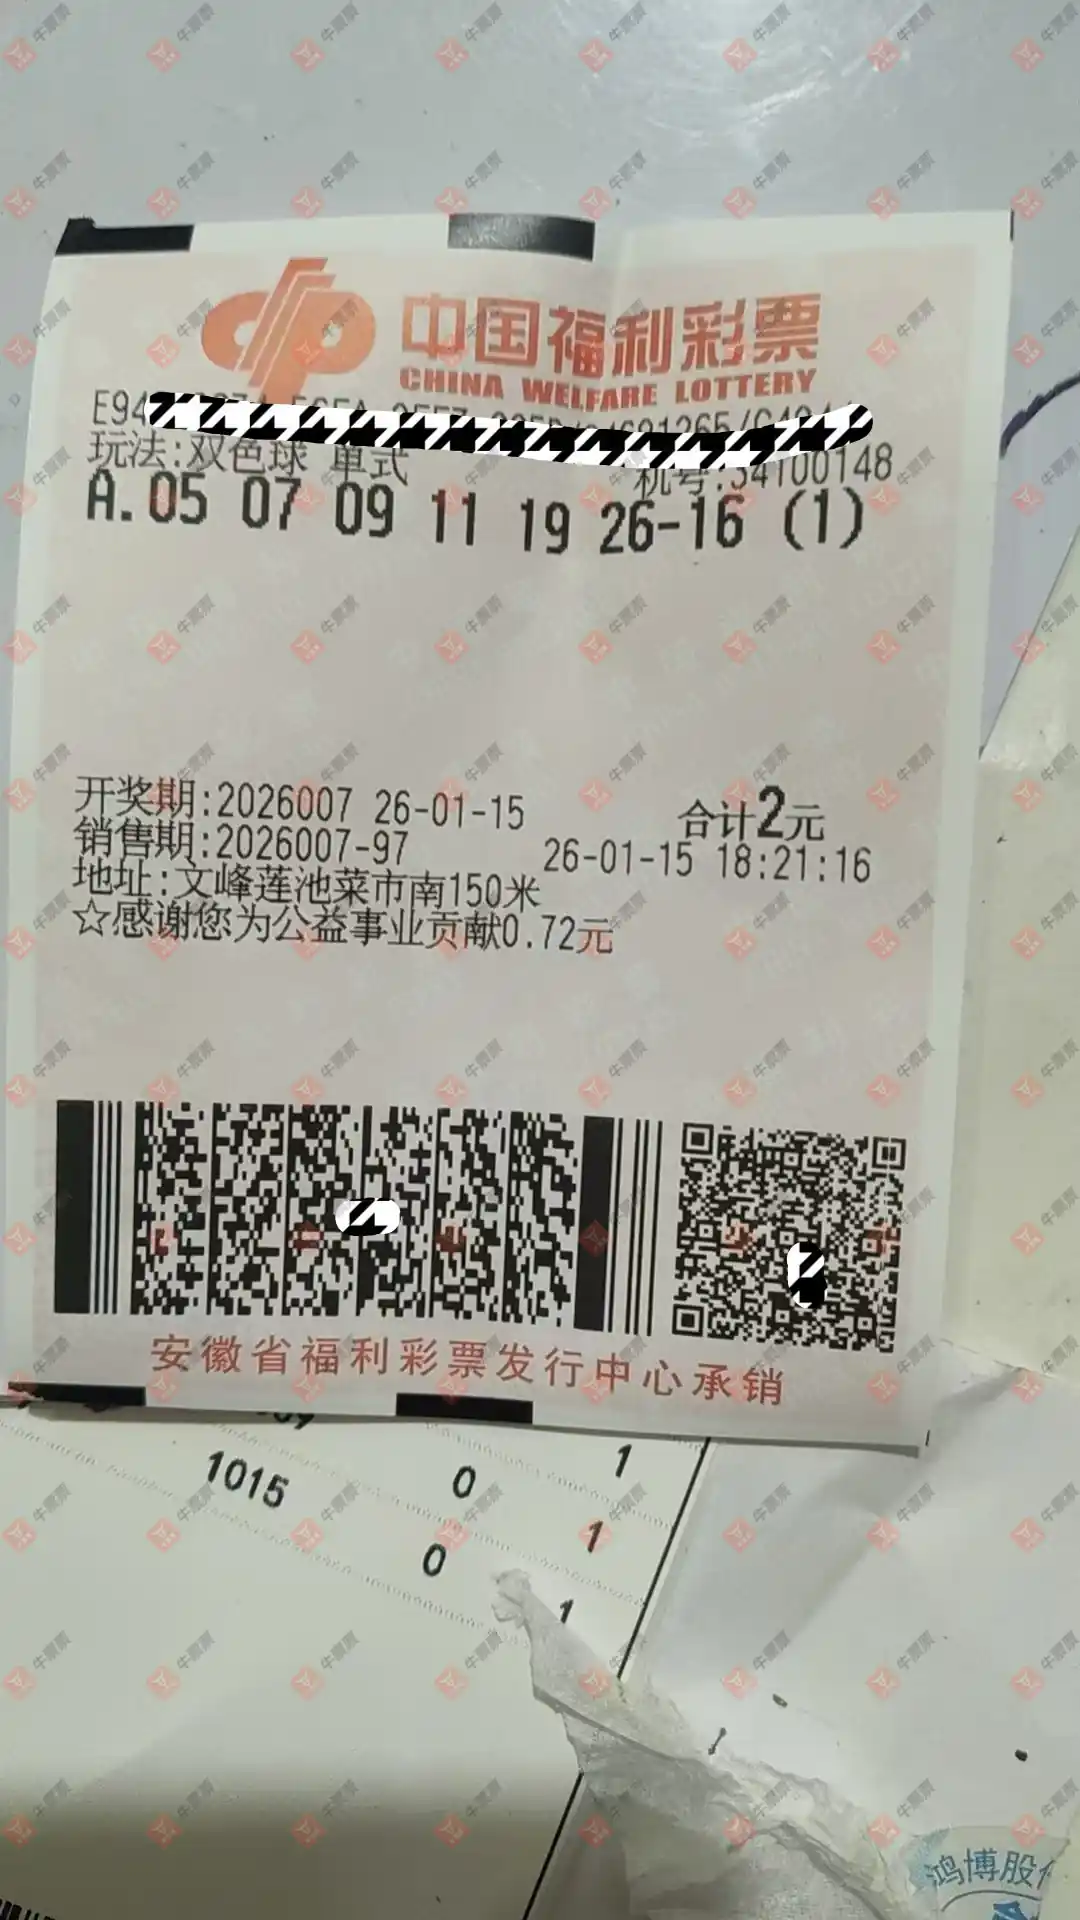 中国福利彩票
CHINA WELFARE LOTTERY
E94
玩法:双色球 单式
机号:34100148
A.05 07 09 11 19 26-16 (1)
开奖期:2026007 26-01-15
合计2元
销售期:2026007-97
26-01-15 18:21:16
地址:文峰莲池菜市南150米
☆感谢您为公益事业贡献0.72元
安徽省福利彩票发行中心承销
1
1015 0 1
0 1
鸿博股
牛票票